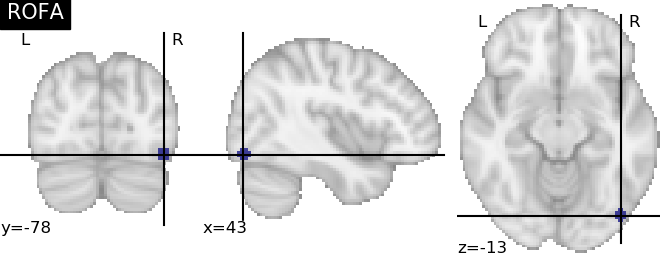 ROFA
L R
L R
y=-78 x=43
z=-13